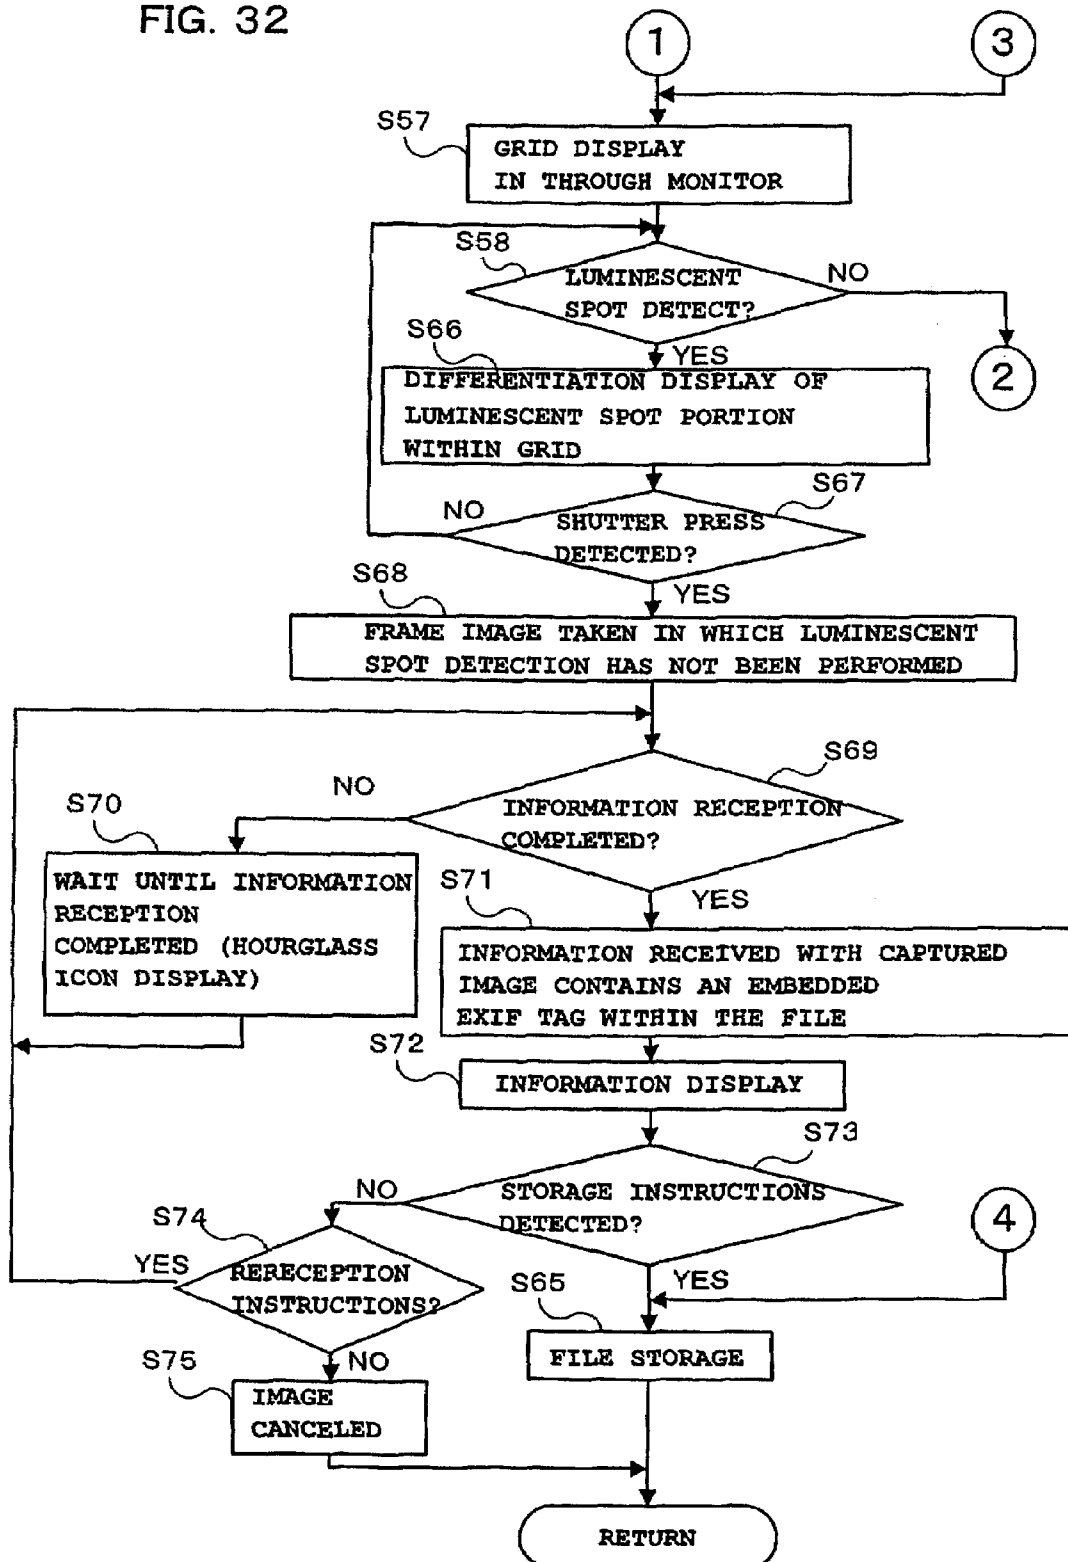 FIG. 32
1
3
S57
GRID DISPLAY
IN THROUGH MONITOR
S58
LUMINESCENT
SPOT DETECT?
NO
2
YES
S66
DIFFERENTIATION DISPLAY OF
LUMINESCENT SPOT PORTION
WITHIN GRID
S67
NO
SHUTTER PRESS
DETECTED?
YES
S68
FRAME IMAGE TAKEN IN WHICH LUMINESCENT
SPOT DETECTION HAS NOT BEEN PERFORMED
S69
NO
INFORMATION RECEPTION
COMPLETED?
S70
WAIT UNTIL INFORMATION
RECEPTION
COMPLETED (HOURGLASS
ICON DISPLAY)
YES
S71
INFORMATION RECEIVED WITH CAPTURED
IMAGE CONTAINS AN EMBEDDED
EXIF TAG WITHIN THE FILE
S72
INFORMATION DISPLAY
S73
NO
STORAGE INSTRUCTIONS
DETECTED?
4
S74
YES
RERECEPTION
INSTRUCTIONS?
YES
S65
FILE STORAGE
NO
S75
IMAGE
CANCELED
RETURN